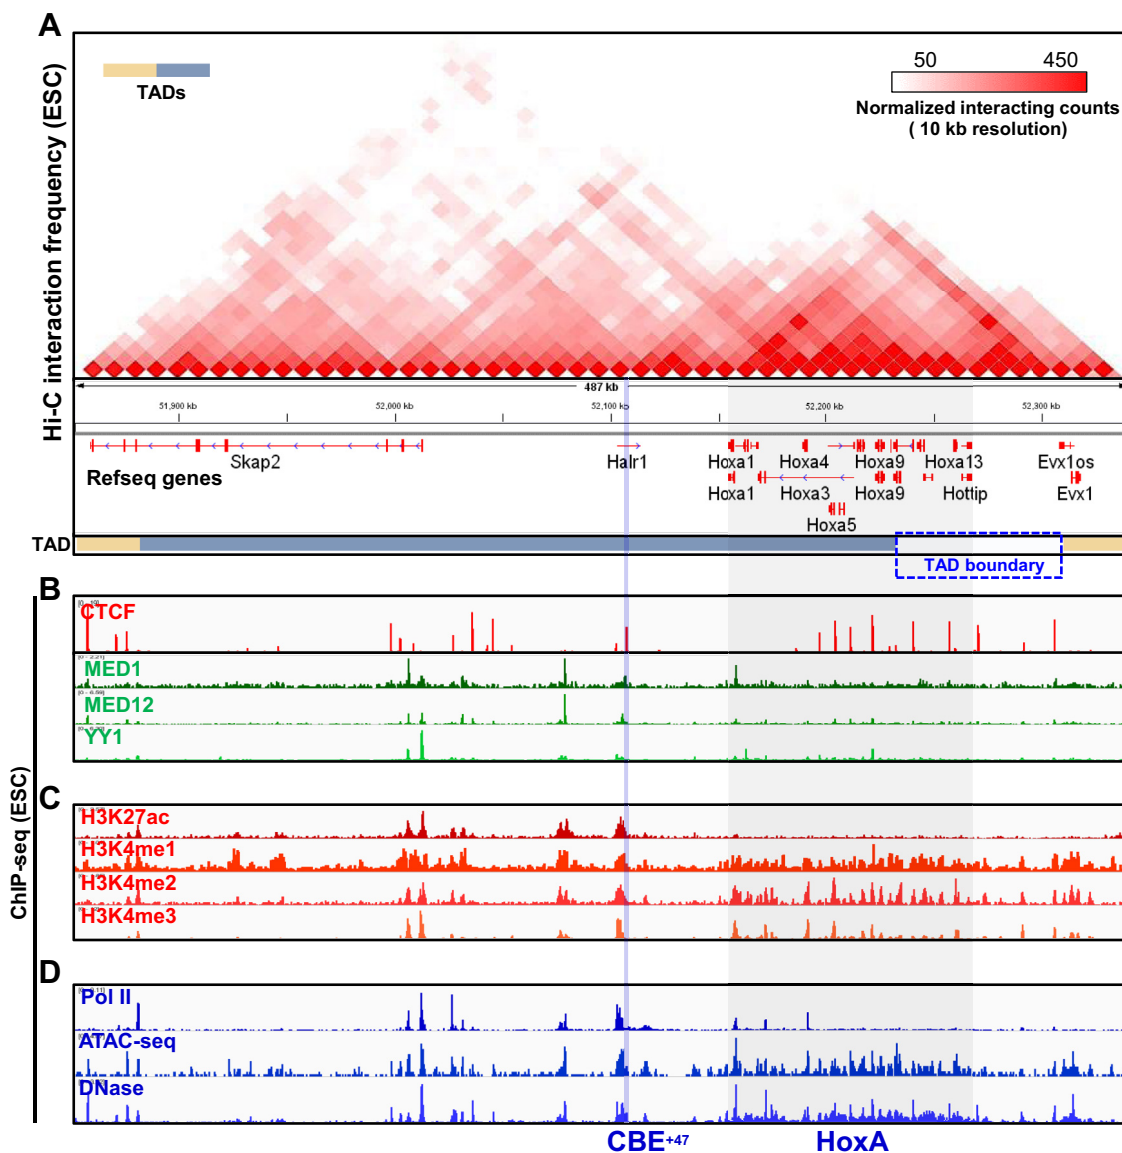 A
Hi-C interaction frequency (ESC)
TADs
50 450
Normalized interacting counts
( 10 kb resolution)
487 kb
51,900 kb 52,000 kb 52,100 kb 52,200 kb 52,300 kb
Skap2 Halr1 Hoxa1 Hoxa4 Hoxa9 Hoxa13 Evx1os
Refseq genes
Hoxa1 Hoxa3 Hoxa9 Hottip Evx1
Hoxa5
TAD
TAD boundary
B
ChIP-seq (ESC)
CTCF
MED1
MED12
YY1
C
H3K27ac
H3K4me1
H3K4me2
H3K4me3
D
Pol II
ATAC-seq
DNase
CBE+47 HoxA